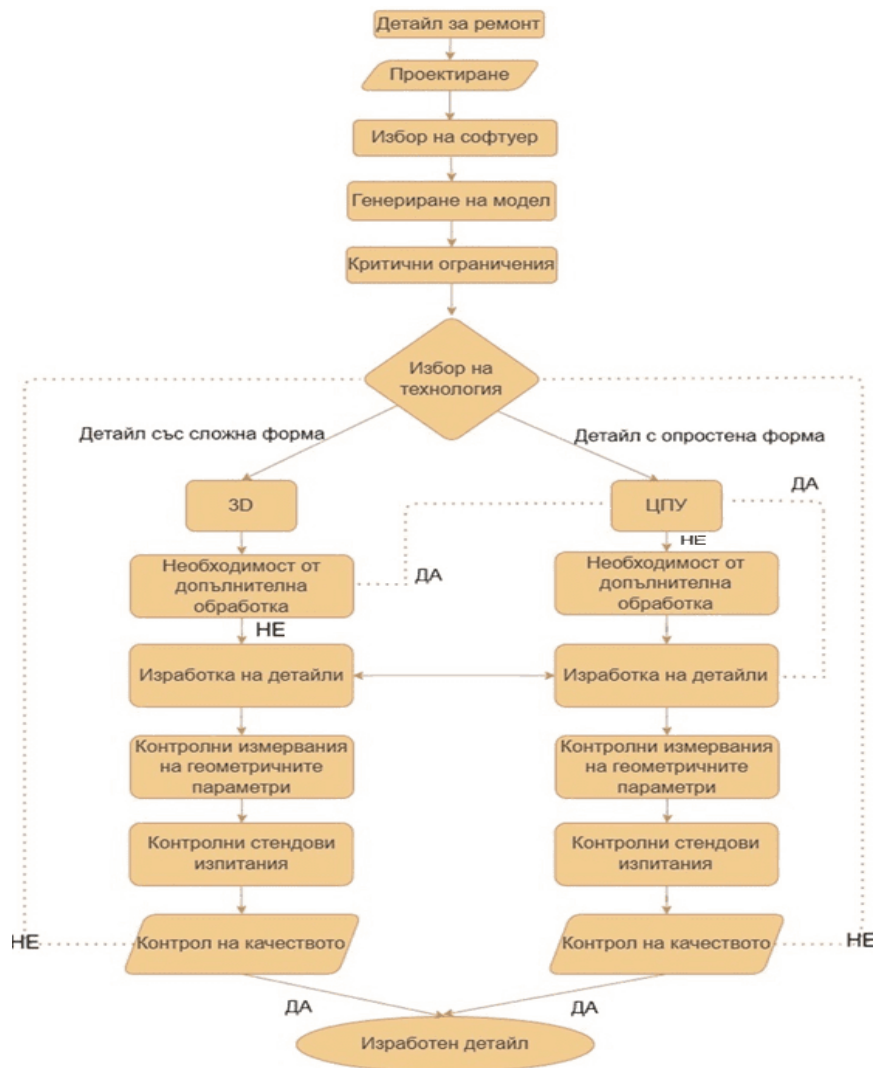 Детайл за ремонт
Проектиране
Избор на софтуер
Генериране на модел
Критични ограничения
Избор на
технология
Детайл със сложна форма
Детайл с опростена форма
3D
ЦПУ
ДА
НЕ
Необходимост от
допълнителна
обработка
ДА
Необходимост от
допълнителна
обработка
НЕ
Изработка на детайли
Изработка на детайли
Контролни измервания
на геометричните
параметри
Контролни измервания
на геометричните
параметри
Контролни стендови
изпитания
Контролни стендови
изпитания
НЕ
Контрол на качеството
Контрол на качеството
НЕ
ДА
ДА
Изработен детайл